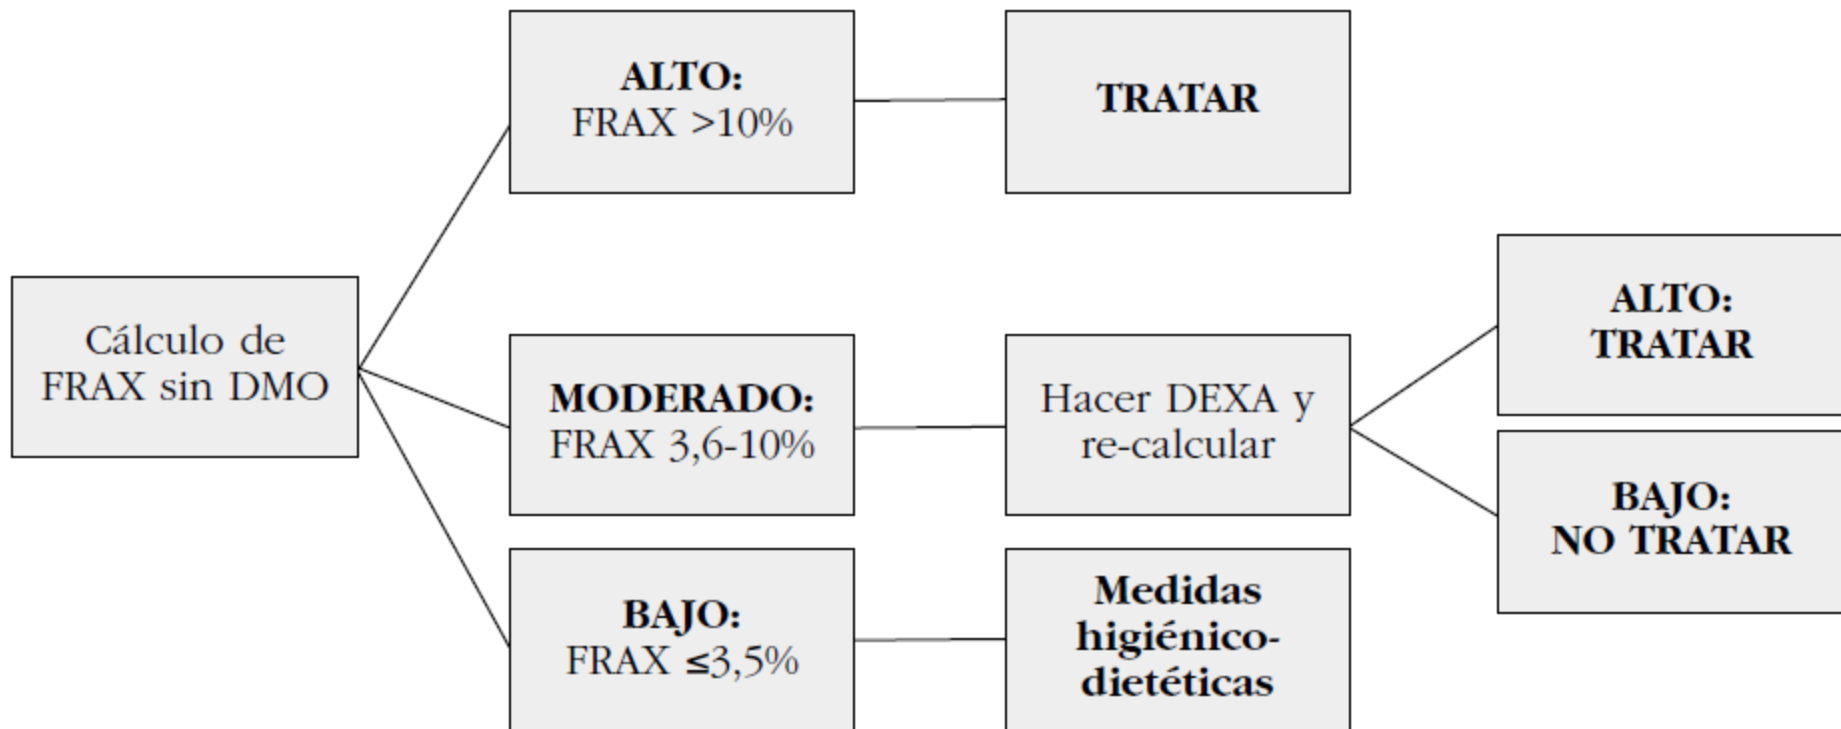 Cálculo de
FRAX sin DMO
ALTO:
FRAX >10%
TRATAR
MODERADO:
FRAX 3,6-10%
Hacer DEXA y
re-calcular
ALTO:
TRATAR
BAJO:
NO TRATAR
BAJO:
FRAX ≤3,5%
Medidas
higiénico-
dietéticas